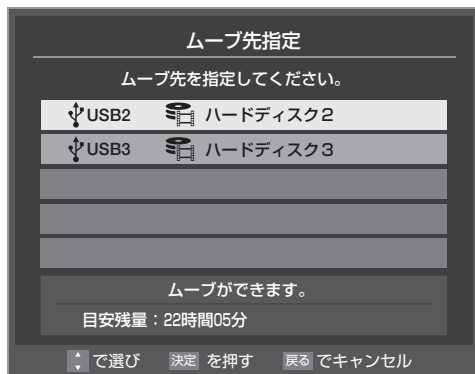 ムーブ先指定
ムーブ先を指定してください。
USB2 ハードディスク2
USB3 ハードディスク3
ムーブができます。
目安残量：22時間05分
で選び 決定 を押す 戻る でキャンセル